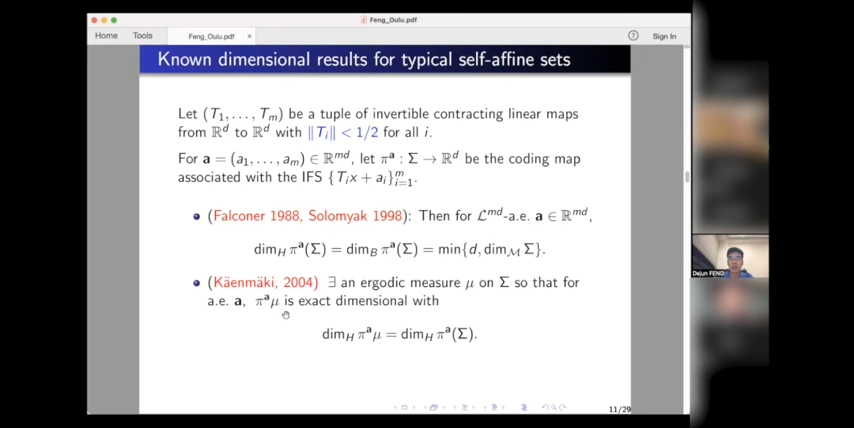 Feng_Oulu.pdf
Home Tools Feng_Oulu.pdf × Sign In
Known dimensional results for typical self-affine sets
Let (T₁, . . . , Tₘ) be a tuple of invertible contracting linear maps
from ℝᵈ to ℝᵈ with ‖Tᵢ‖ < 1/2 for all i.
For a = (a₁, . . . , aₘ) ∈ ℝᵐᵈ, let πᵃ : Σ → ℝᵈ be the coding map
associated with the IFS {Tᵢx + aᵢ}ᵢ₌₁ᵐ.
• (Falconer 1988, Solomyak 1998): Then for ℒᵐᵈ-a.e. a ∈ ℝᵐᵈ,
dim_H πᵃ(Σ) = dim_B πᵃ(Σ) = min{d, dim_ℳ Σ}.
• (Käenmäki, 2004) ∃ an ergodic measure μ on Σ so that for
a.e. a, πᵃμ is exact dimensional with
dim_H πᵃμ = dim_H πᵃ(Σ).
11/29
Dejun FENG